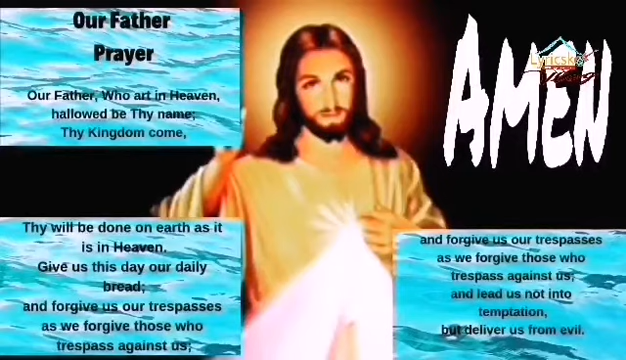 Our Father
Prayer
Our Father, Who art in Heaven,
hallowed be Thy name;
Thy Kingdom come,
Thy will be done on earth as it
is in Heaven.
Give us this day our daily
bread;
and forgive us our trespasses
as we forgive those who
trespass against us;
and forgive us our trespasses
as we forgive those who
trespass against us;
and lead us not into
temptation,
but deliver us from evil.
AMEN